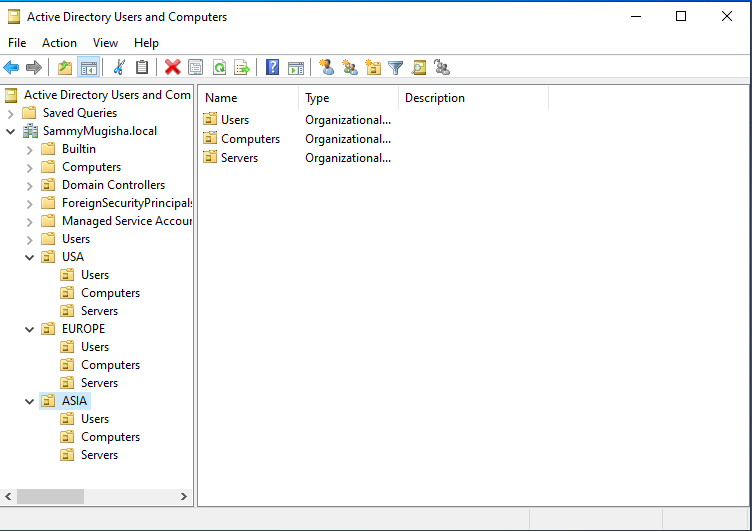 Active Directory Users and Computers
File Action View Help
Active Directory Users and Com
Saved Queries
SammyMugisha.local
Builtin
Computers
Domain Controllers
ForeignSecurityPrincipals
Managed Service Accour
Users
USA
Users
Computers
Servers
EUROPE
Users
Computers
Servers
ASIA
Users
Computers
Servers
Name Type Description
Users Organizational...
Computers Organizational...
Servers Organizational...